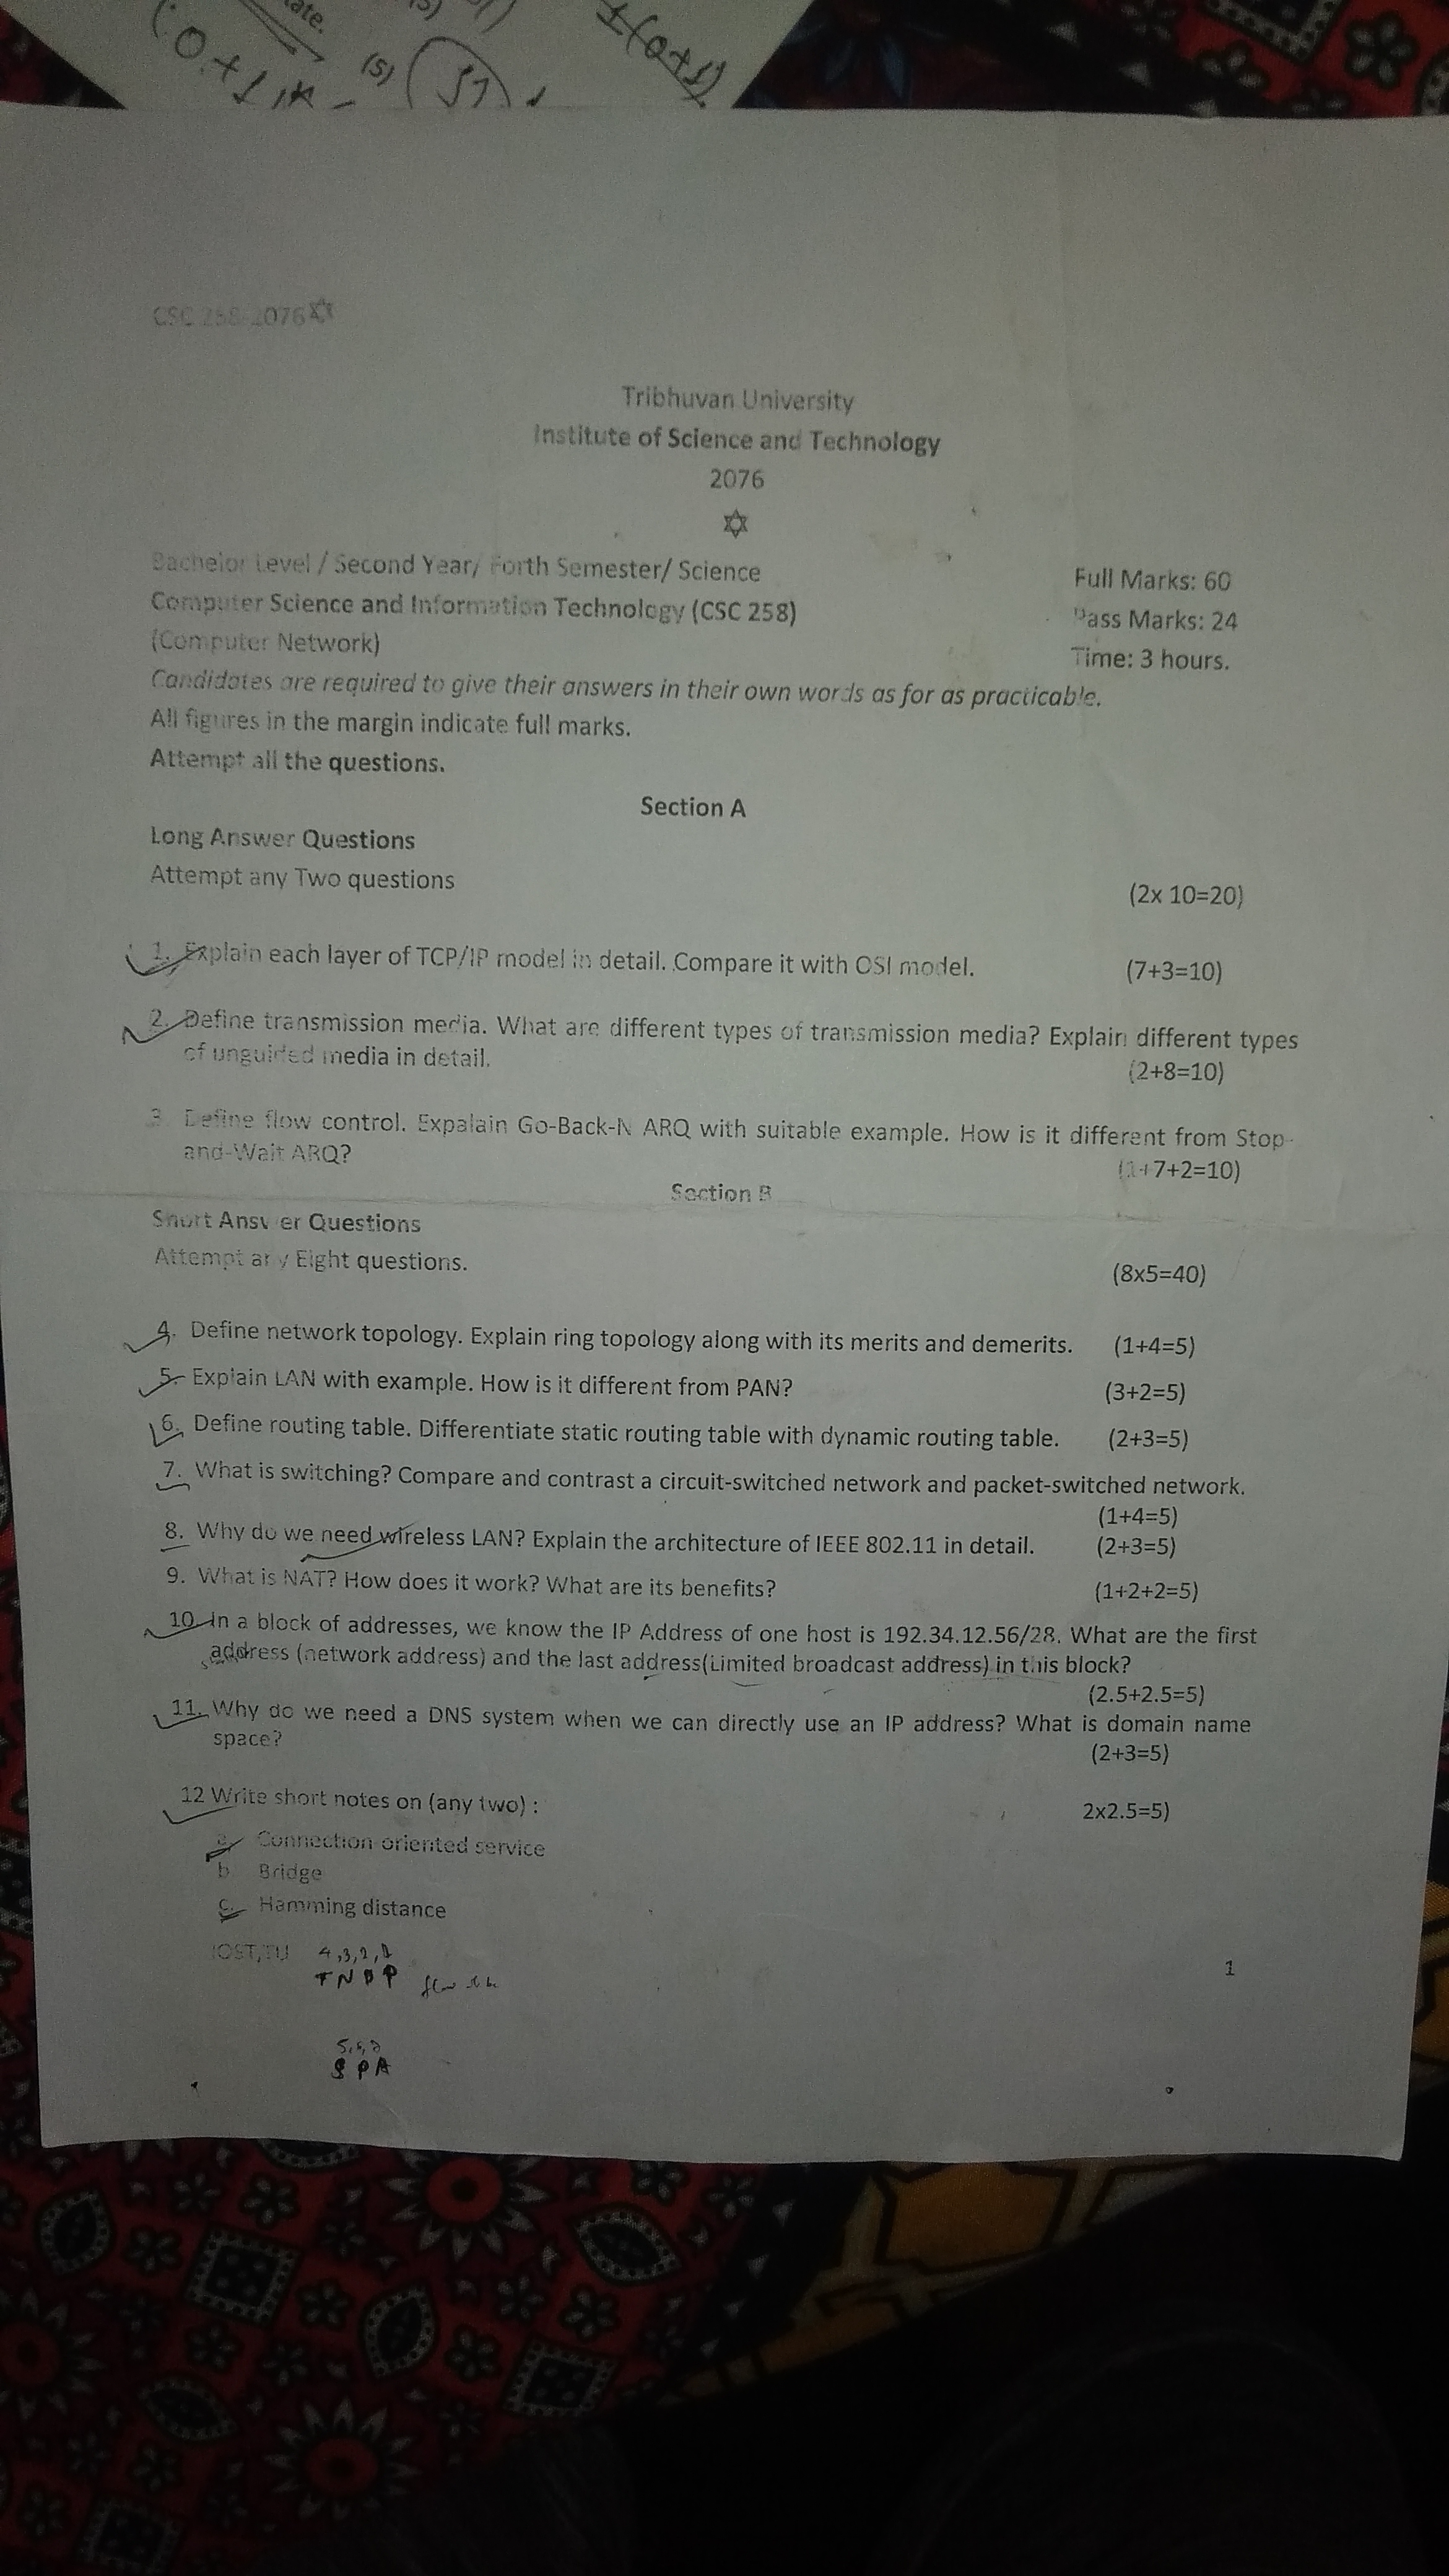 ate.
(5)
0+1
1(0+1)
CSC 258-2076
Tribhuvan University
Institute of Science and Technology
2076
Bachelor Level / Second Year/ Forth Semester/ Science
Full Marks: 60
Computer Science and Information Technology (CSC 258)
Pass Marks: 24
(Computer Network)
Time: 3 hours.
Candidates are required to give their answers in their own words as for as practicable.
All figures in the margin indicate full marks.
Attempt all the questions.
Section A
Long Answer Questions
Attempt any Two questions
(2x 10=20)
1. Explain each layer of TCP/IP model in detail. Compare it with OSI model. (7+3=10)
2. Define transmission media. What are different types of transmission media? Explain different types
of unguided media in detail. (2+8=10)
3. Define flow control. Expalain Go-Back-N ARQ with suitable example. How is it different from Stop-
and-Wait ARQ? (1+7+2=10)
Section B
Short Answer Questions
Attempt any Eight questions.
(8x5=40)
4. Define network topology. Explain ring topology along with its merits and demerits. (1+4=5)
5. Explain LAN with example. How is it different from PAN? (3+2=5)
6. Define routing table. Differentiate static routing table with dynamic routing table. (2+3=5)
7. What is switching? Compare and contrast a circuit-switched network and packet-switched network.
(1+4=5)
8. Why do we need wireless LAN? Explain the architecture of IEEE 802.11 in detail. (2+3=5)
9. What is NAT? How does it work? What are its benefits? (1+2+2=5)
10. In a block of addresses, we know the IP Address of one host is 192.34.12.56/28. What are the first
address (network address) and the last address(Limited broadcast address) in this block?
(2.5+2.5=5)
11. Why do we need a DNS system when we can directly use an IP address? What is domain name
space? (2+3=5)
12 Write short notes on (any two) : 2x2.5=5)
a. Connection oriented service
b. Bridge
c. Hamming distance
IOST,TU 4,3,2,1
TNDP
1
SPA